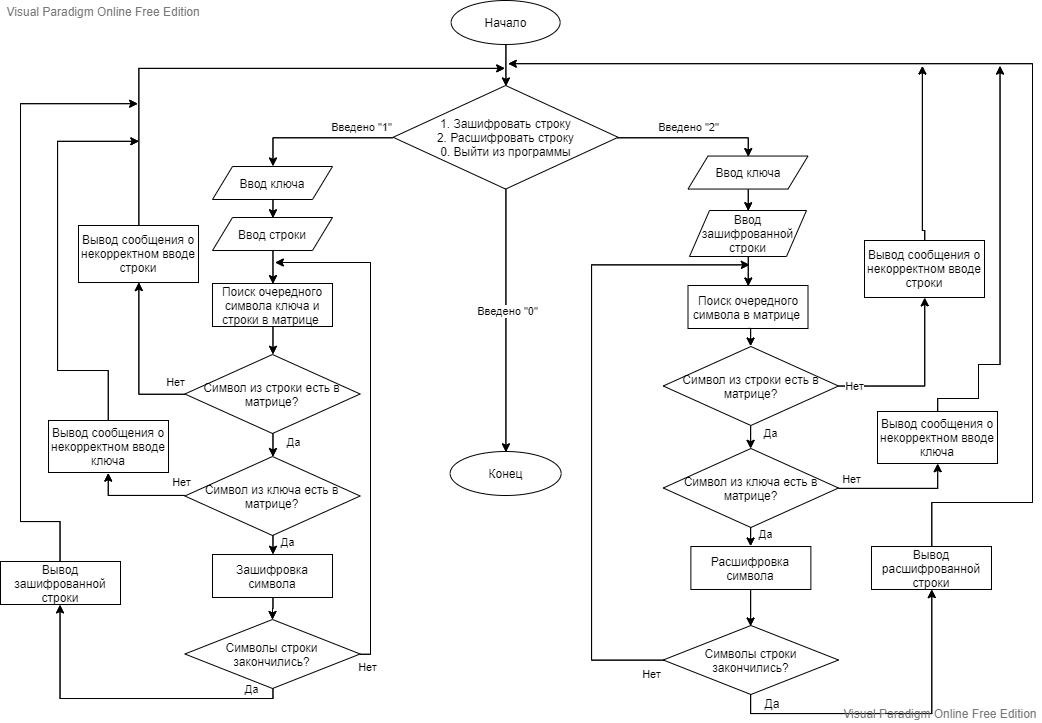 Visual Paradigm Online Free Edition
Начало
1. Зашифровать строку
2. Расшифровать строку
0. Выйти из программы
Введено "1"
Введено "2"
Введено "0"
Конец
Ввод ключа
Ввод строки
Поиск очередного
символа ключа и
строки в матрице
Символ из строки есть в
матрице?
Нет
Да
Вывод сообщения о
некорректном вводе
строки
Символ из ключа есть в
матрице?
Нет
Да
Вывод сообщения о
некорректном вводе
ключа
Зашифровка
символа
Символы строки
закончились?
Нет
Да
Вывод
зашифрованной
строки
Ввод ключа
Ввод
зашифрованной
строки
Поиск очередного
символа в матрице
Символ из строки есть в
матрице?
Нет
Да
Вывод сообщения о
некорректном вводе
строки
Символ из ключа есть в
матрице?
Нет
Да
Вывод сообщения о
некорректном вводе
ключа
Расшифровка
символа
Символы строки
закончились?
Нет
Да
Вывод
расшифрованной
строки
Visual Paradigm Online Free Edition